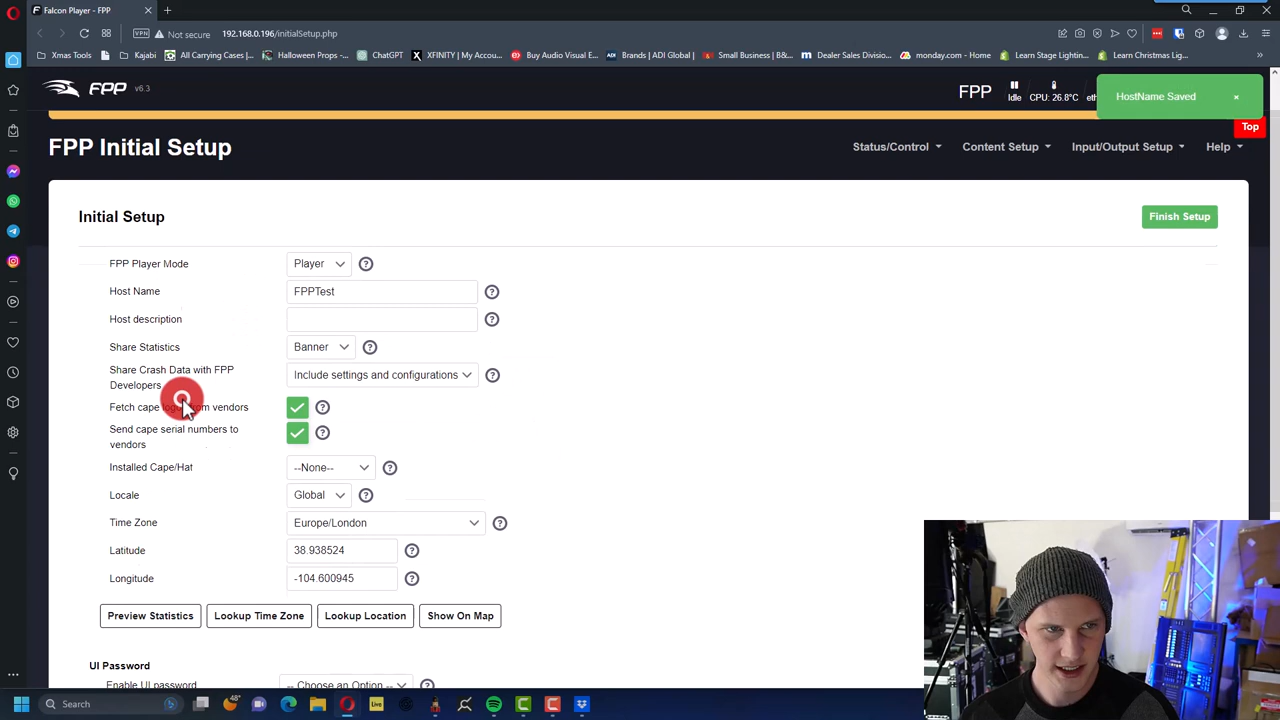 Falcon Player - FPP
VPN Not secure 192.168.0.196/initialSetup.php
Xmas Tools Kajabi All Carrying Cases |... Halloween Props -... ChatGPT XFINITY | My Accou... Buy Audio Visual E... Brands | ADI Global |... Small Business | B&... Dealer Sales Divisio... monday.com - Home Learn Stage Lightin... Learn Christmas Lig...
FPP v6.3
FPP Idle CPU: 26.8°C
HostName Saved ×
Top
FPP Initial Setup
Status/Control Content Setup Input/Output Setup Help
Initial Setup
Finish Setup
FPP Player Mode Player
Host Name FPPTest
Host description
Share Statistics Banner
Share Crash Data with FPP
Developers
Include settings and configurations
Fetch cape from vendors
Send cape serial numbers to
vendors
Installed Cape/Hat --None--
Locale Global
Time Zone Europe/London
Latitude 38.938524
Longitude -104.600945
Preview Statistics Lookup Time Zone Lookup Location Show On Map
UI Password
Enable UI password -- Choose an Option --
Search
48°
Live